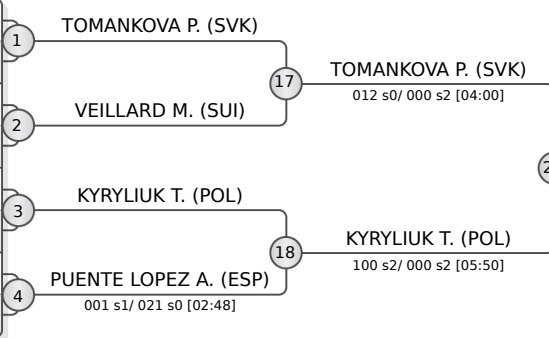 TOMANKOVA P. (SVK)
1
17
TOMANKOVA P. (SVK)
012 s0/ 000 s2 [04:00]
VEILLARD M. (SUI)
2
KYRYLIUK T. (POL)
3
18
KYRYLIUK T. (POL)
100 s2/ 000 s2 [05:50]
PUENTE LOPEZ A. (ESP)
4
001 s1/ 021 s0 [02:48]